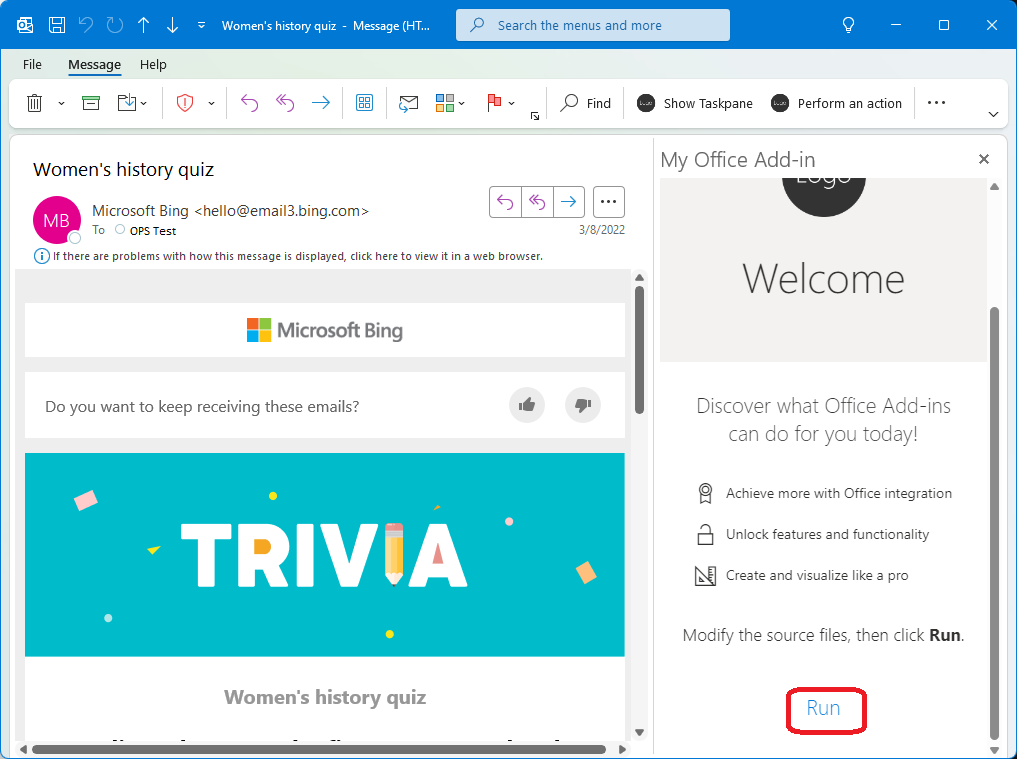 Women's history quiz - Message (HT...
Search the menus and more
File Message Help
Find Show Taskpane Perform an action
Women's history quiz
MB
Microsoft Bing <hello@email3.bing.com>
To OPS Test
3/8/2022
If there are problems with how this message is displayed, click here to view it in a web browser.
Microsoft Bing
Do you want to keep receiving these emails?
TRIVIA
Women's history quiz
My Office Add-in
Logo
Welcome
Discover what Office Add-ins
can do for you today!
Achieve more with Office integration
Unlock features and functionality
Create and visualize like a pro
Modify the source files, then click Run.
Run